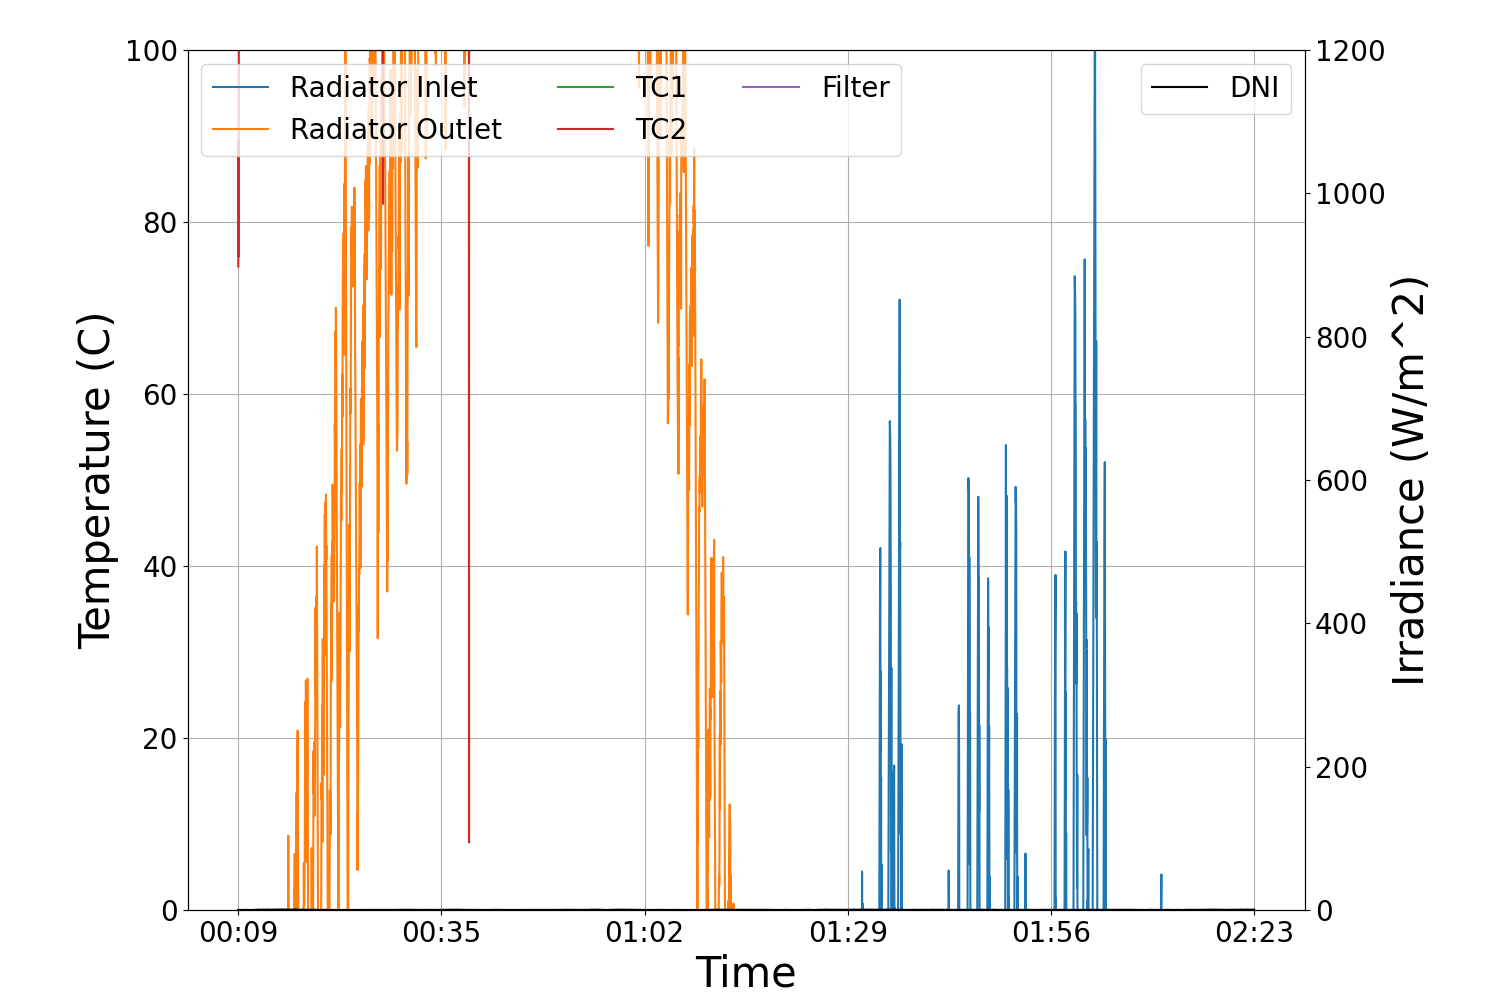 100
80
60
40
20
0
Temperature (C)
Radiator Inlet
Radiator Outlet
TC1
TC2
Filter
DNI
1200
1000
800
600
400
200
0
Irradiance (W/m^2)
00:09 00:35 01:02 01:29 01:56 02:23
Time